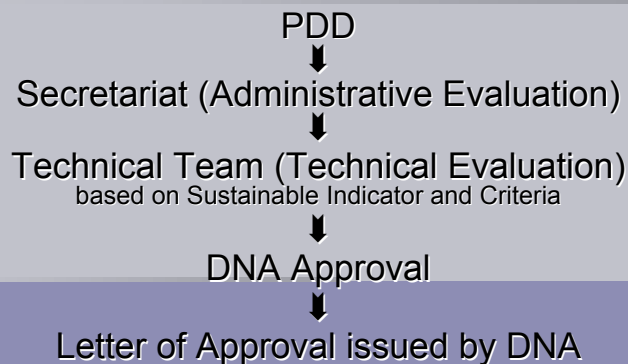 PDD
Secretariat (Administrative Evaluation)
Technical Team (Technical Evaluation)
based on Sustainable Indicator and Criteria
DNA Approval
Letter of Approval issued by DNA